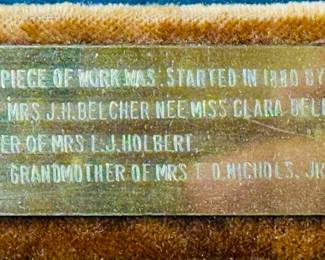 PIECE OF WORK WAS STARTED IN 1880 BY
MRS J.H.BELCHER NEE MISS CLARA BELL
ER OF MRS L.J.HOLBERT,
GRANDMOTHER OF MRS T O NICHOLS, JR